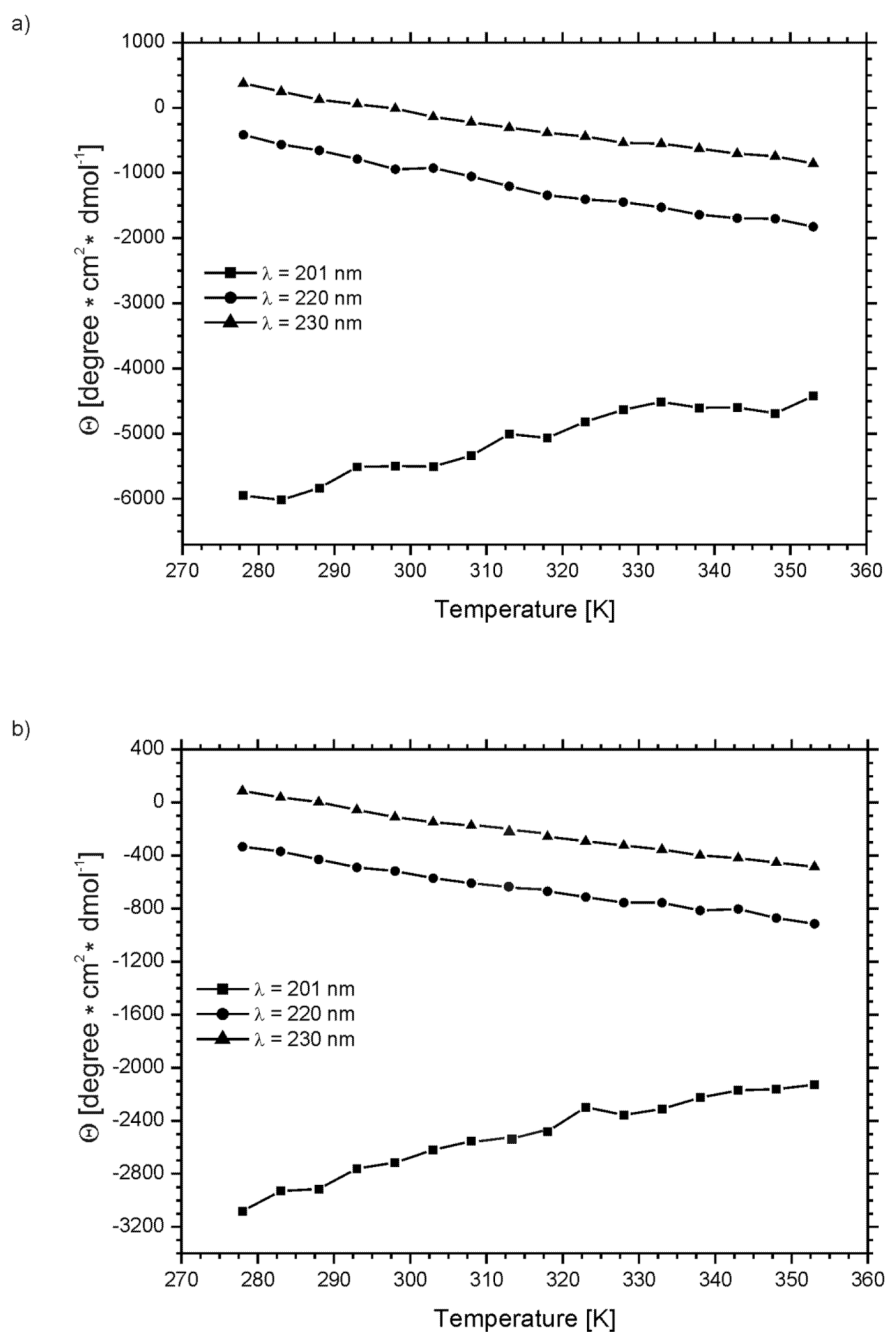 a)
1000
0
-1000
-2000
-3000
-4000
-5000
-6000
Θ [degree * cm² * dmol⁻¹]
λ = 201 nm
λ = 220 nm
λ = 230 nm
270 280 290 300 310 320 330 340 350 360
Temperature [K]
b)
400
0
-400
-800
-1200
-1600
-2000
-2400
-2800
-3200
Θ [degree * cm² * dmol⁻¹]
λ = 201 nm
λ = 220 nm
λ = 230 nm
270 280 290 300 310 320 330 340 350 360
Temperature [K]